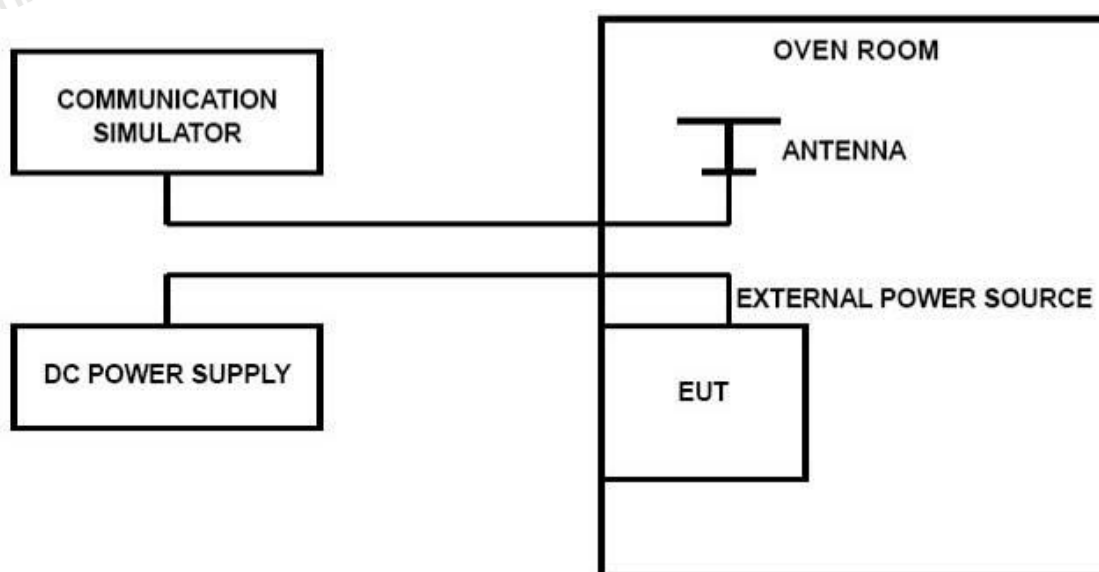 OVEN ROOM
COMMUNICATION
SIMULATOR
ANTENNA
EXTERNAL POWER SOURCE
DC POWER SUPPLY
EUT